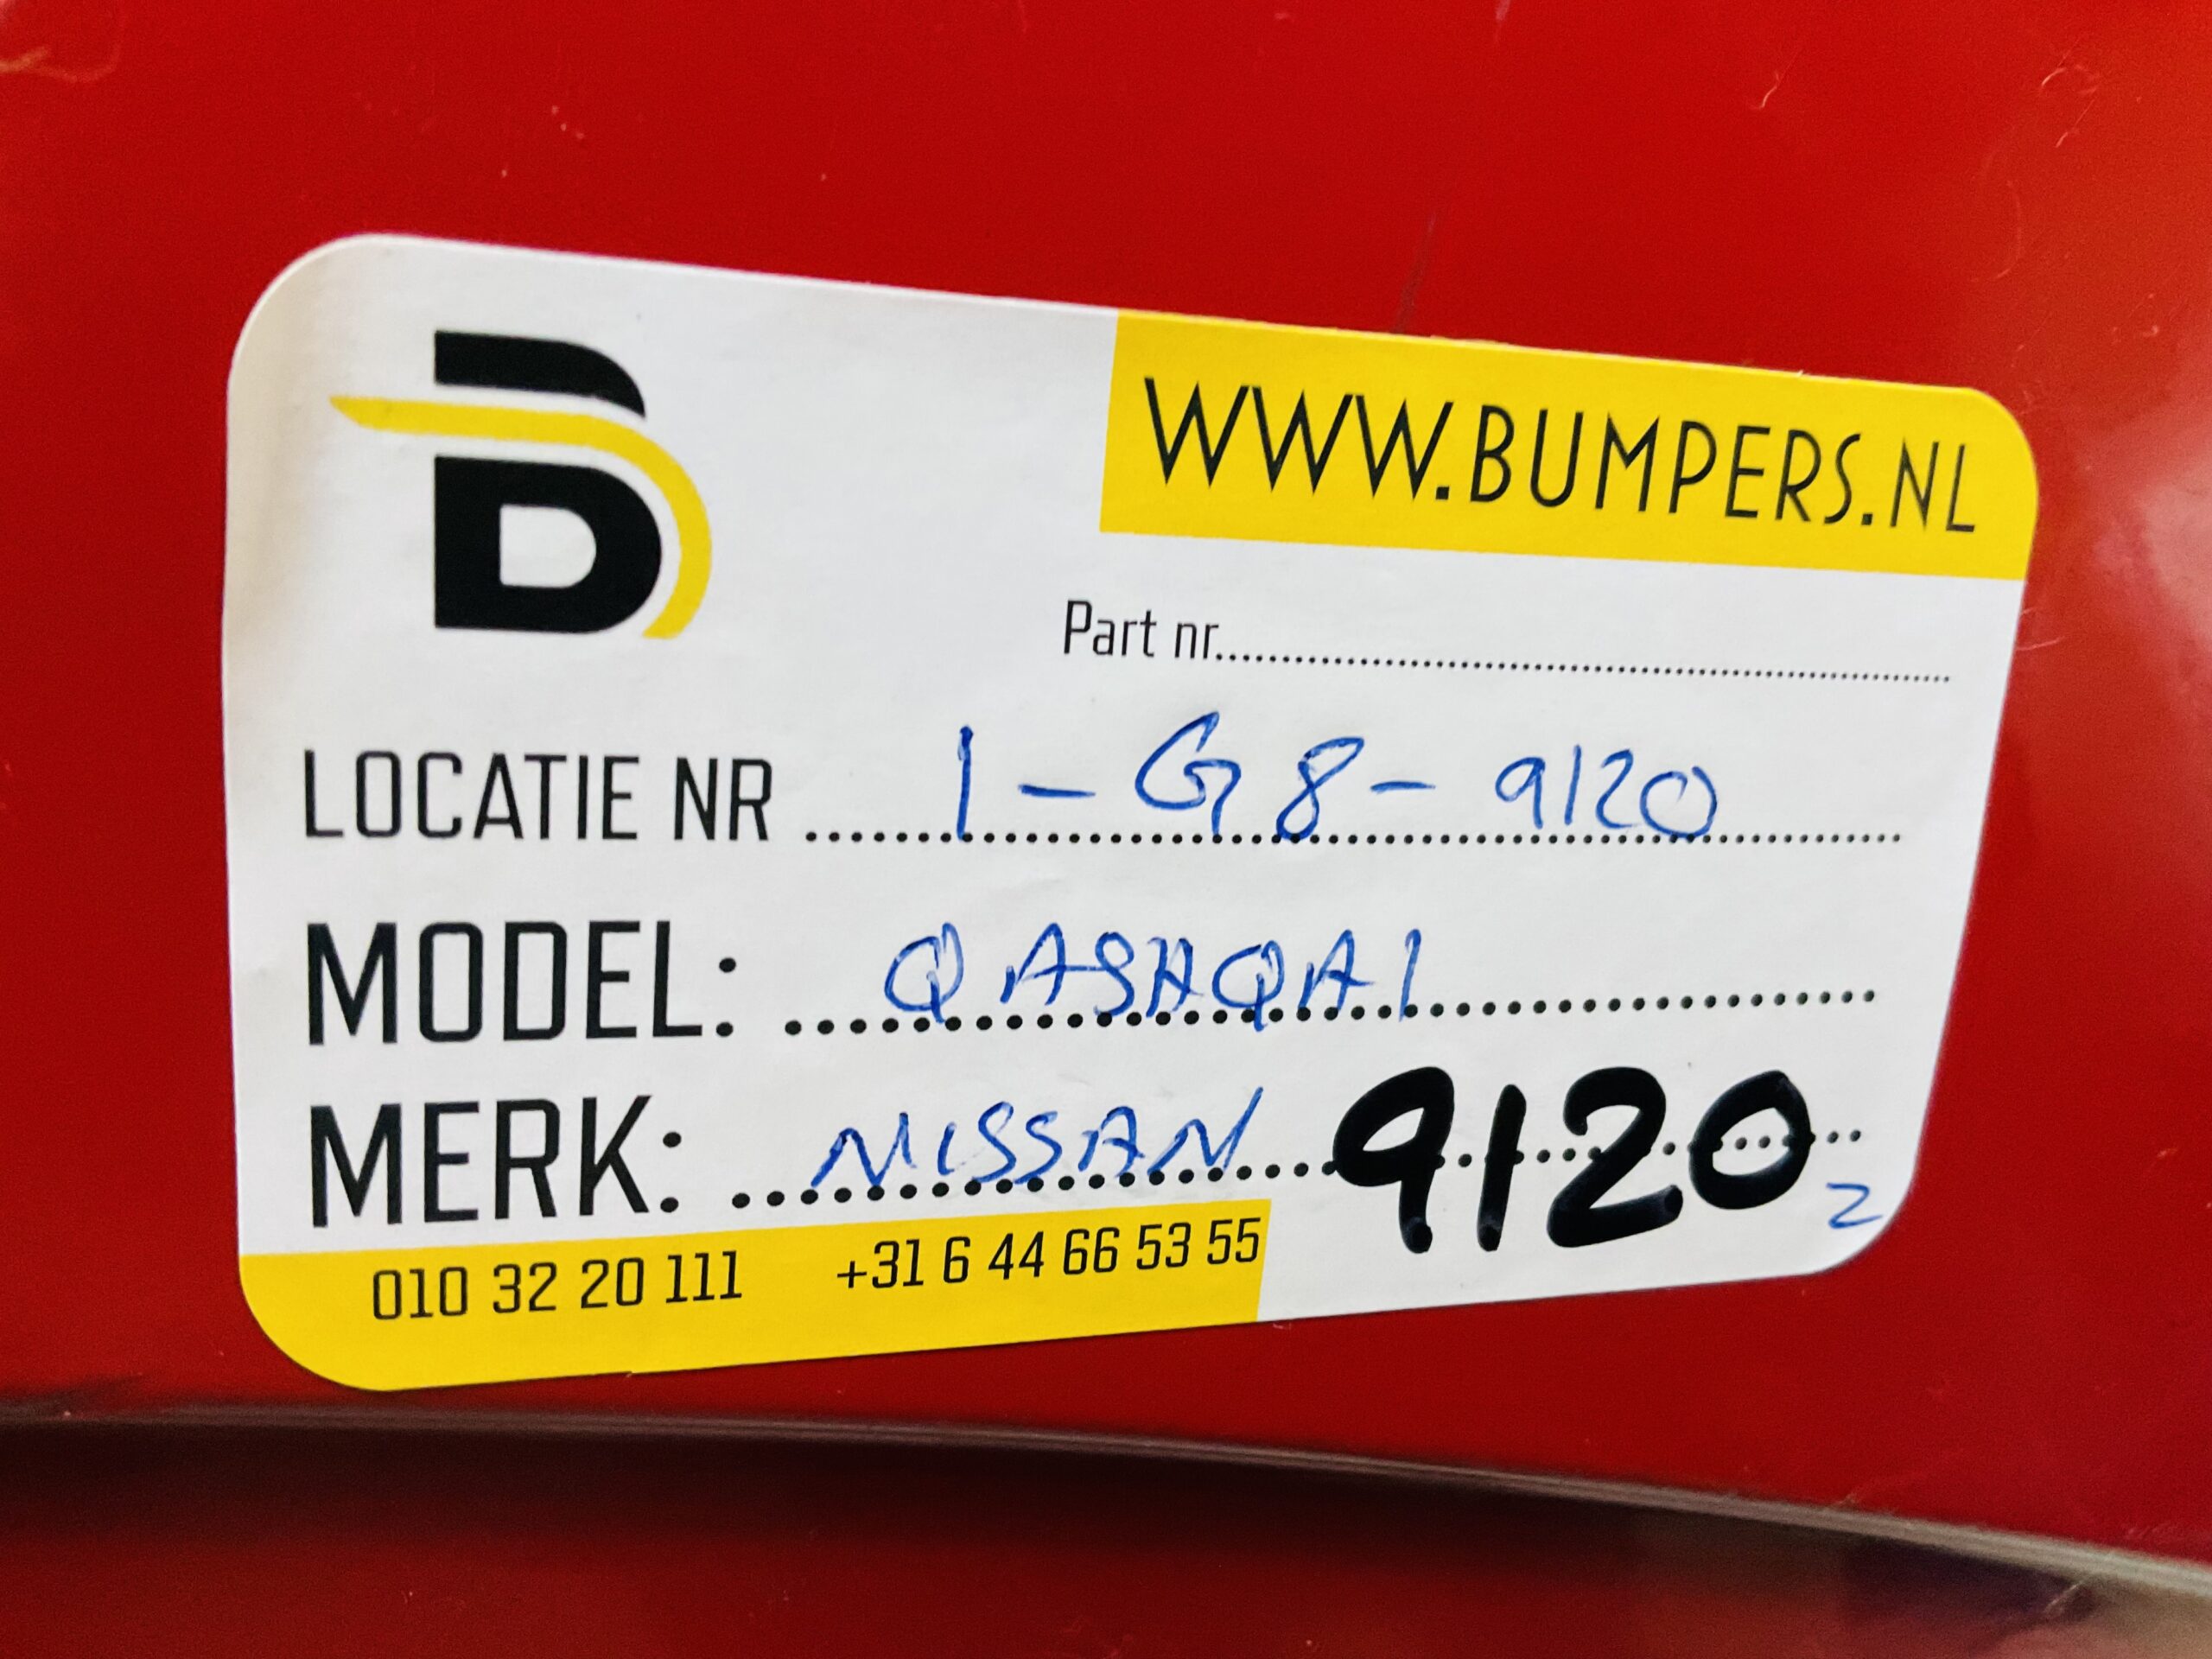 B
WWW.BUMPERS.NL
Part nr...............................................................
LOCATIE NR ........ 1 - G8 - 9120 ........
MODEL: ........ QASHQAI ........
MERK: ........ NISSAN ........ 9120 2
010 32 20 111 +31 6 44 66 53 55